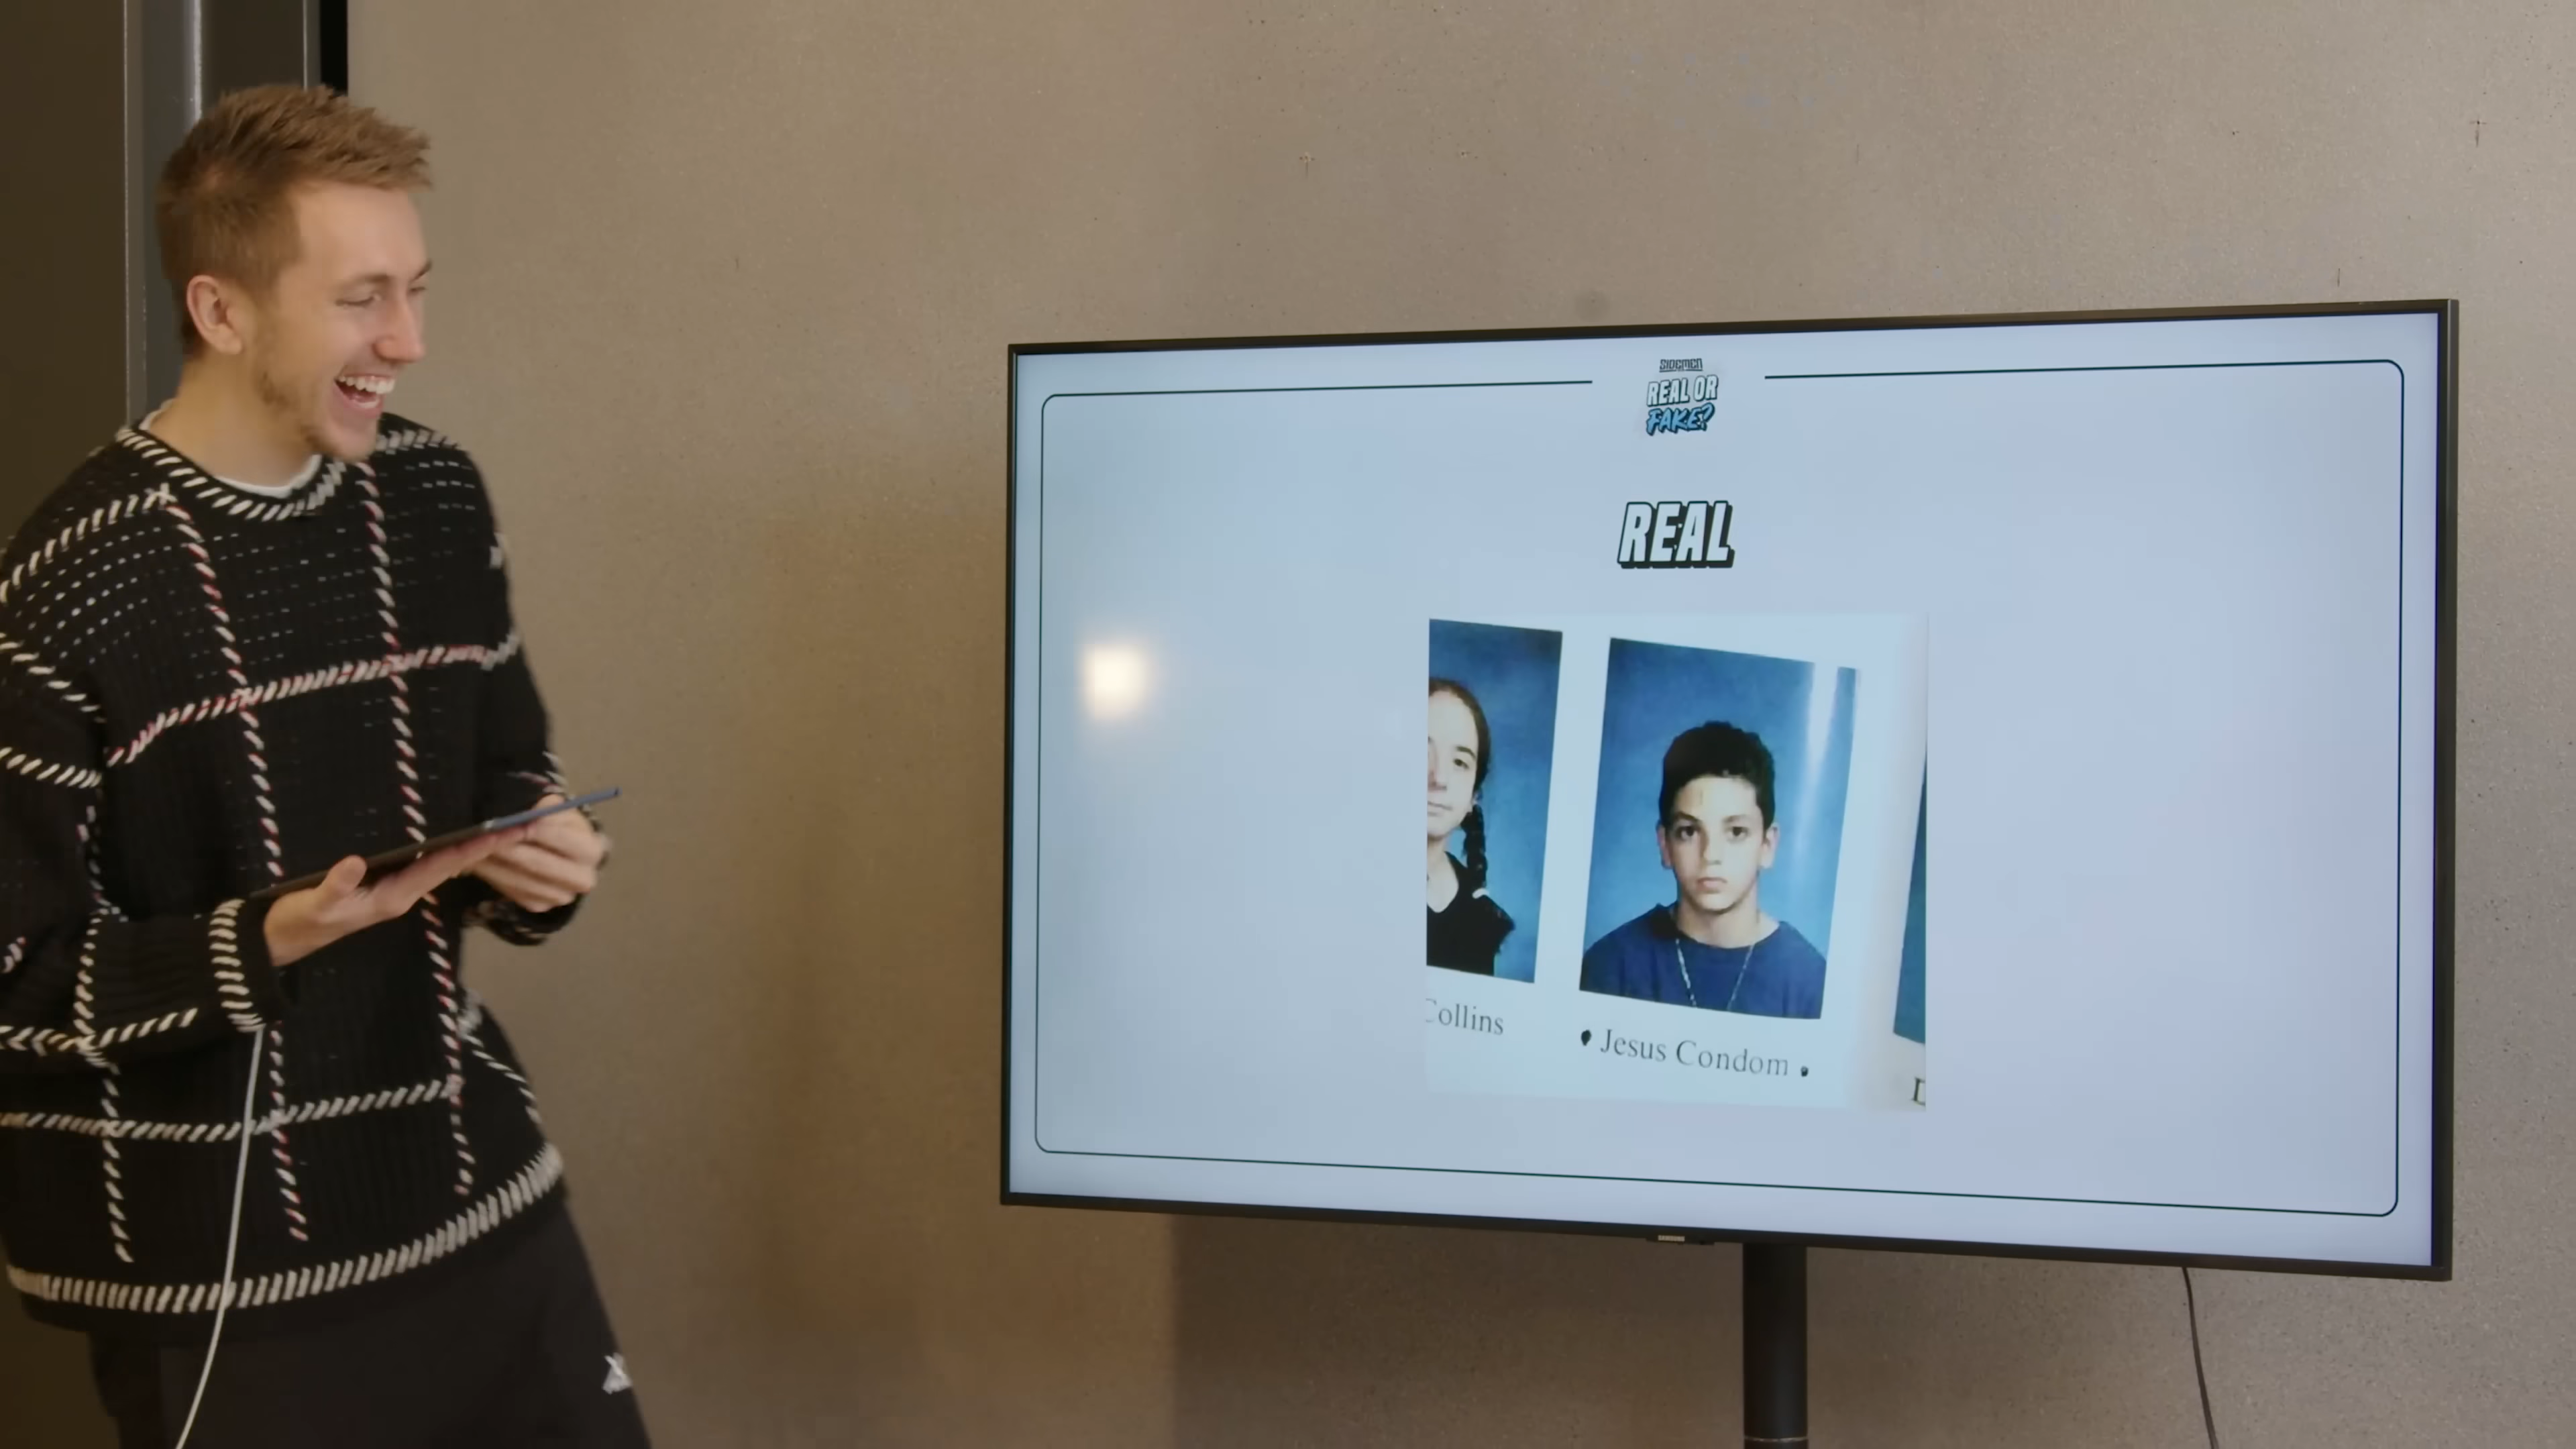 SIDEMEN
REAL OR
FAKE?
REAL
Collins
Jesus Condom
D